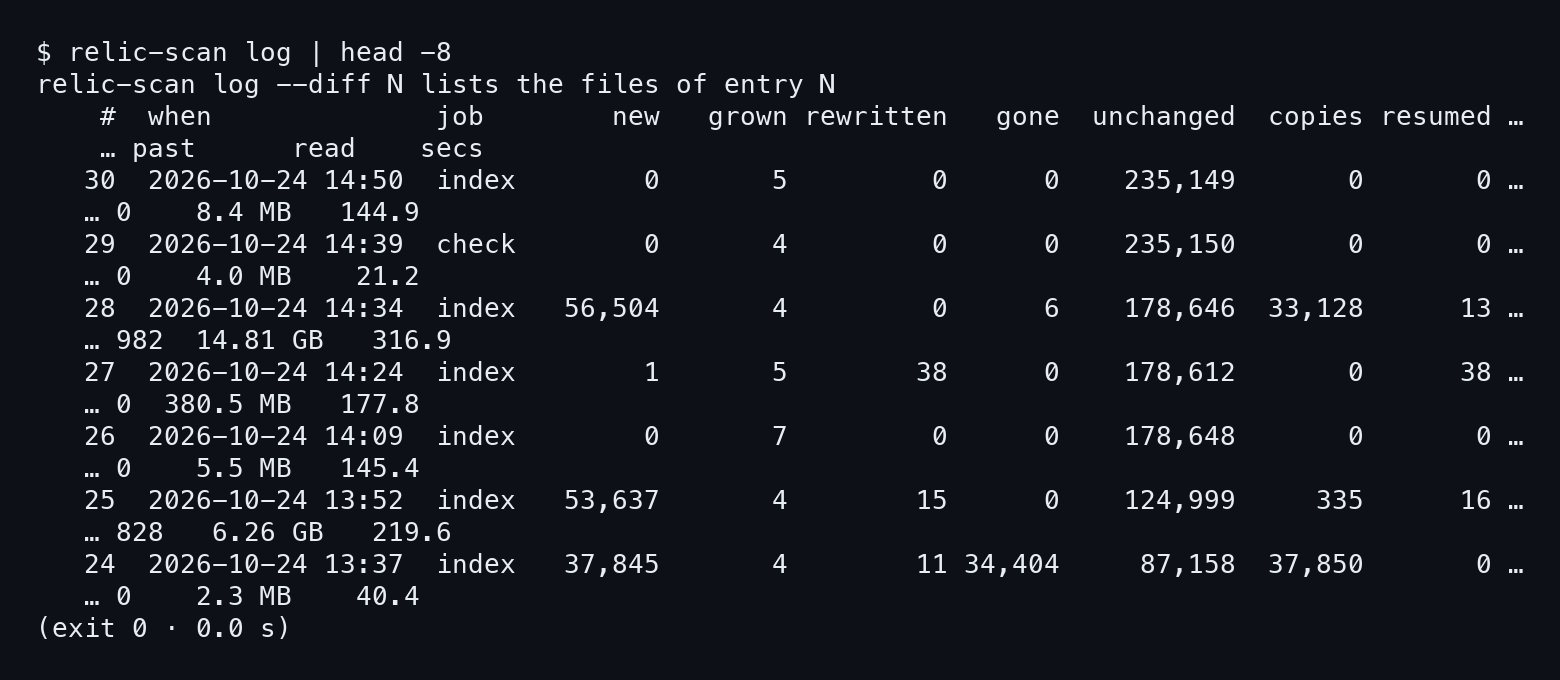 $ relic-scan log | head -8
relic-scan log --diff N lists the files of entry N
    #  when              job        new   grown rewritten   gone  unchanged  copies resumed …
    … past      read    secs
   30  2026-10-24 14:50  index        0       5         0      0    235,149       0       0 …
   … 0    8.4 MB   144.9
   29  2026-10-24 14:39  check        0       4         0      0    235,150       0       0 …
   … 0    4.0 MB    21.2
   28  2026-10-24 14:34  index   56,504       4         0      6    178,646  33,128      13 …
   … 982  14.81 GB   316.9
   27  2026-10-24 14:24  index        1       5        38      0    178,612       0      38 …
   … 0  380.5 MB   177.8
   26  2026-10-24 14:09  index        0       7         0      0    178,648       0       0 …
   … 0    5.5 MB   145.4
   25  2026-10-24 13:52  index   53,637       4        15      0    124,999     335      16 …
   … 828   6.26 GB   219.6
   24  2026-10-24 13:37  index   37,845       4        11 34,404     87,158  37,850       0 …
   … 0    2.3 MB    40.4
(exit 0 · 0.0 s)